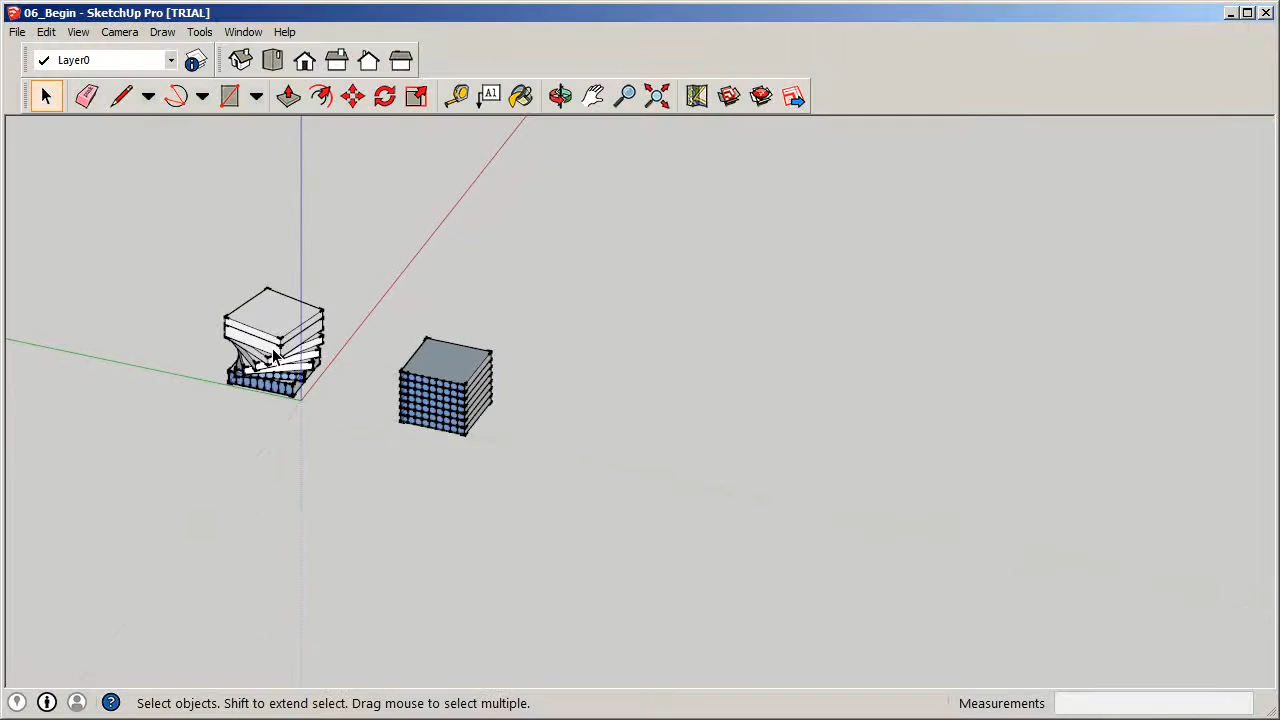 06_Begin - SketchUp Pro [TRIAL]
File Edit View Camera Draw Tools Window Help
Layer0
A1
Select objects. Shift to extend select. Drag mouse to select multiple.
Measurements